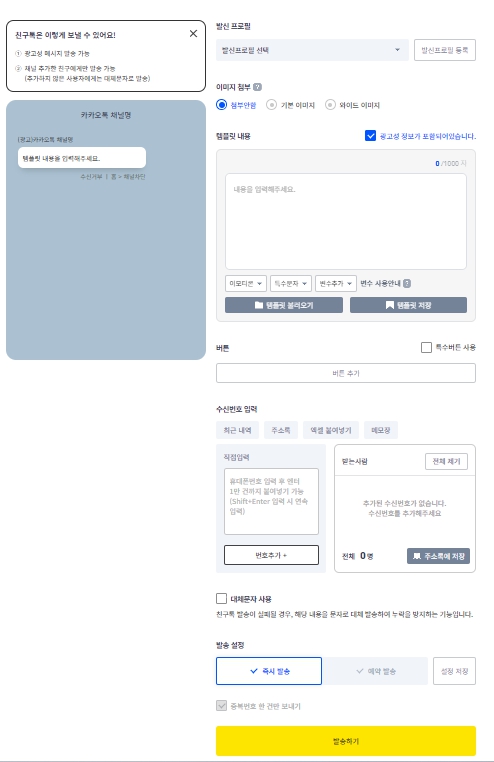 친구톡은 이렇게 보낼 수 있어요!
① 광고성 메시지 발송 가능
② 채널 추가한 친구에게만 발송 가능
(추가하지 않은 사용자에게는 대체문자로 발송)
카카오톡 채널명
(광고)카카오톡 채널명
템플릿 내용을 입력해주세요.
수신거부 | 홈 > 채널차단
발신 프로필
발신프로필 선택
발신프로필 등록
이미지 첨부 ?
첨부안함 기본 이미지 와이드 이미지
템플릿 내용
광고성 정보가 포함되어있습니다.
0 /1000 자
내용을 입력해주세요.
이모티콘 특수문자 변수추가 변수 사용안내 !
템플릿 불러오기 템플릿 저장
버튼
특수버튼 사용
버튼 추가
수신번호 입력
최근 내역 주소록 엑셀 붙여넣기 메모장
직접입력
휴대폰번호 입력 후 엔터
1만 건까지 붙여넣기 가능
(Shift+Enter 입력 시 연속
입력)
번호추가 +
받는사람
전체 제거
추가된 수신번호가 없습니다.
수신번호를 추가해주세요
전체 0 명
주소록에 저장
대체문자 사용
친구톡 발송이 실패될 경우, 해당 내용을 문자로 대체 발송하여 누락을 방지하는 기능입니다.
발송 설정
즉시 발송 예약 발송 설정 저장
중복번호 한 건만 보내기
발송하기